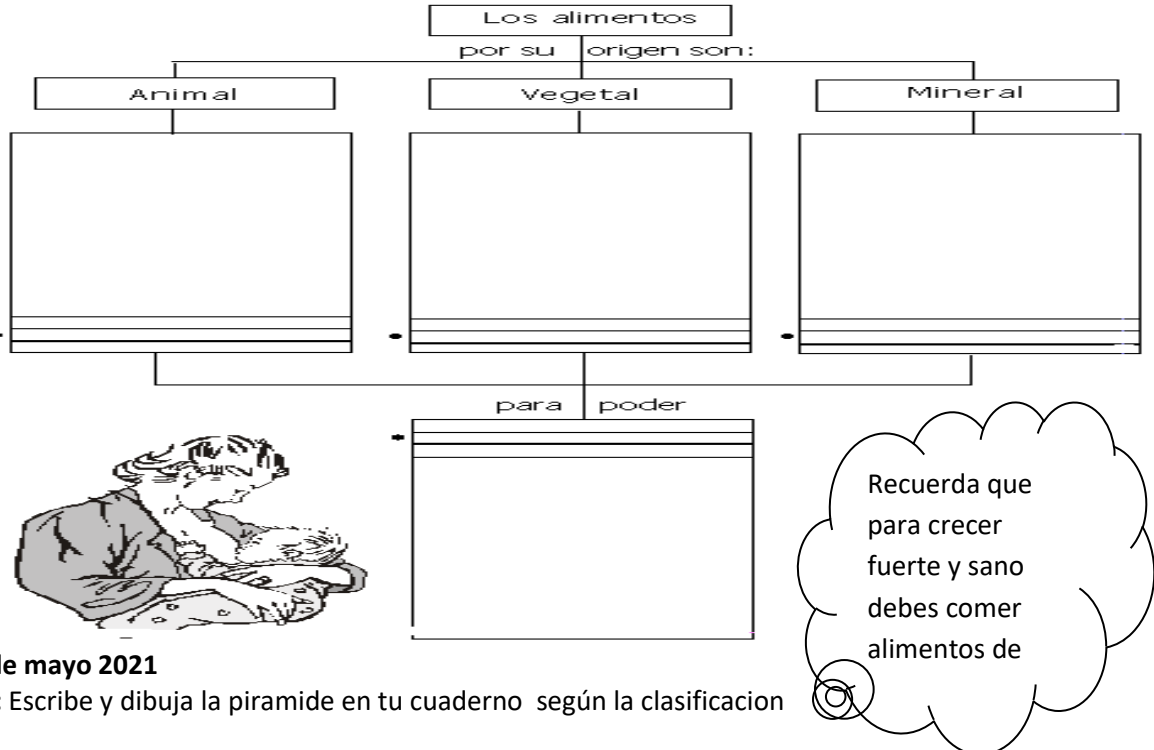 Los alimentos
por su origen son:
Animal
Vegetal
Mineral
para poder
Recuerda que
para crecer
fuerte y sano
debes comer
alimentos de
de mayo 2021
: Escribe y dibuja la piramide en tu cuaderno según la clasificacion